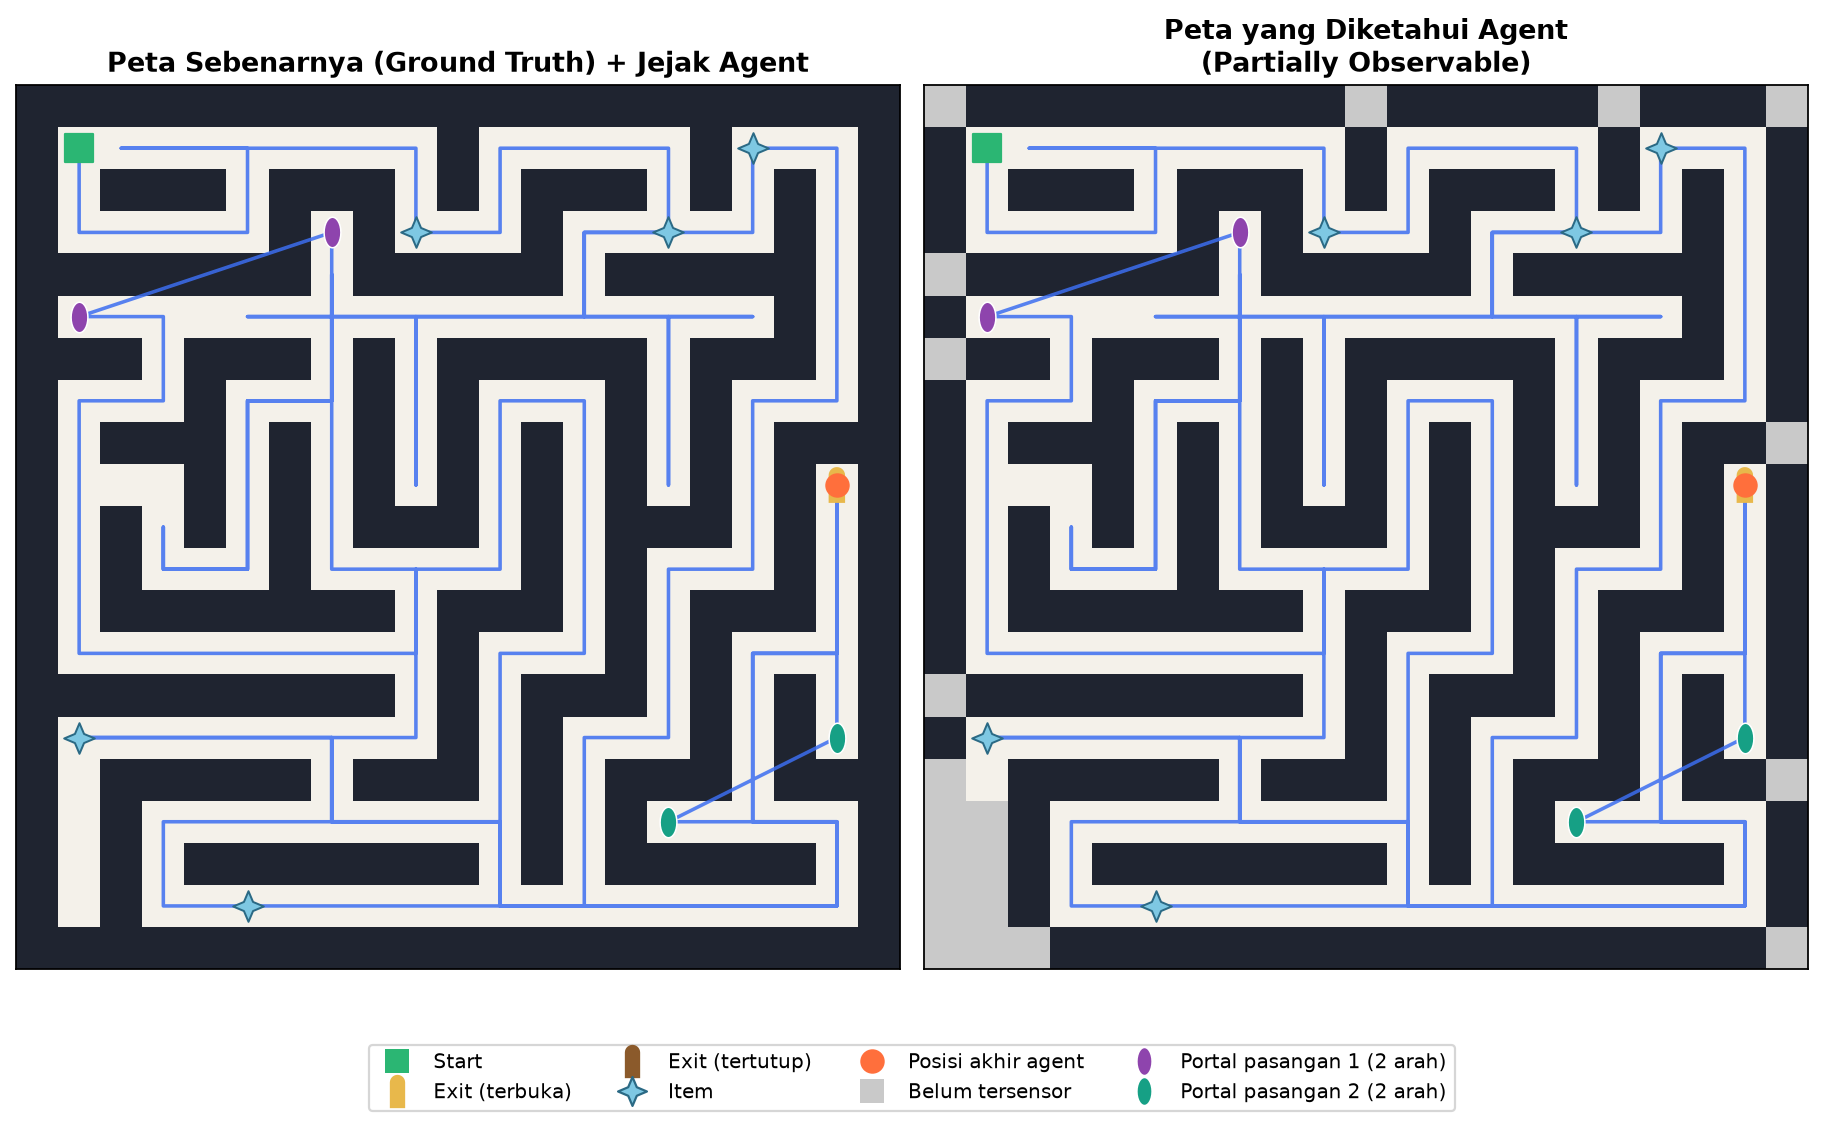 Peta Sebenarnya (Ground Truth) + Jejak Agent
Peta yang Diketahui Agent
(Partially Observable)
Start
Exit (terbuka)
Exit (tertutup)
Item
Posisi akhir agent
Belum tersensor
Portal pasangan 1 (2 arah)
Portal pasangan 2 (2 arah)